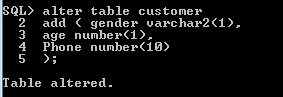 SQL> alter table customer
2 add ( gender varchar2(1),
3 age number(1),
4 Phone number(10)
5 );
Table altered.